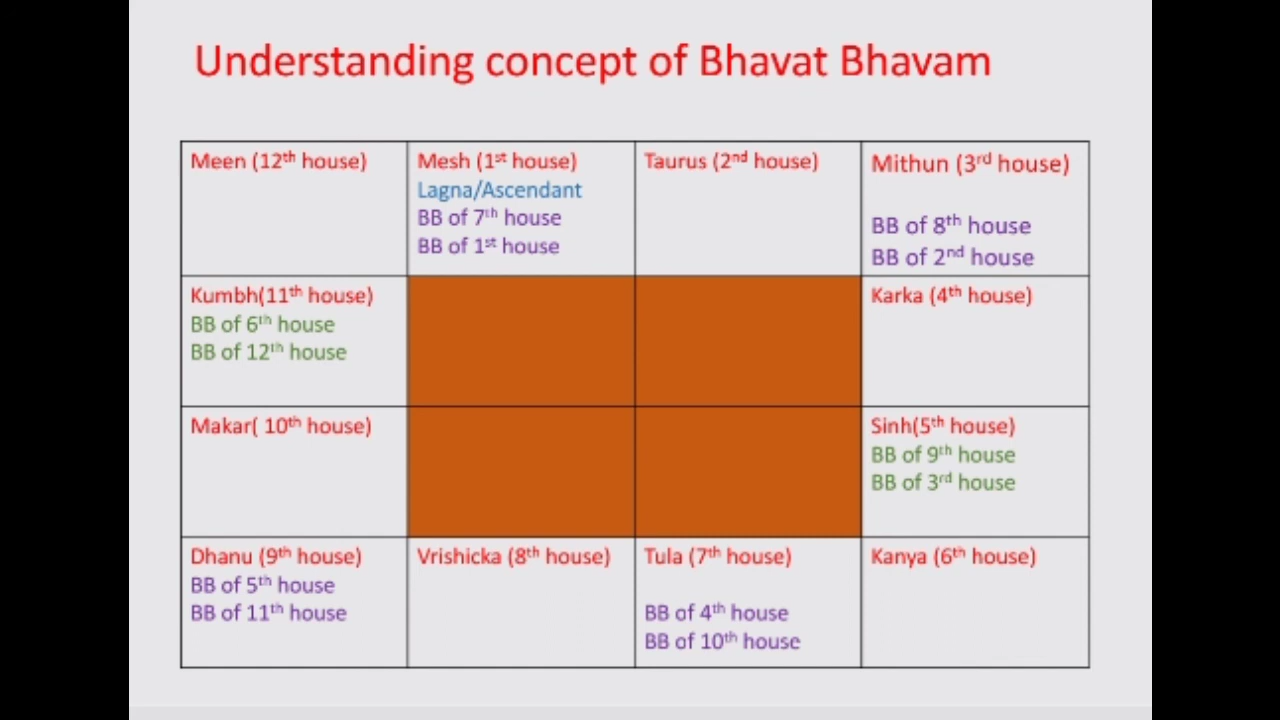 Understanding concept of Bhavat Bhavam
Meen (12th house)
Mesh (1st house)
Lagna/Ascendant
BB of 7th house
BB of 1st house
Taurus (2nd house)
Mithun (3rd house)
BB of 8th house
BB of 2nd house
Kumbh(11th house)
BB of 6th house
BB of 12th house
Karka (4th house)
Makar( 10th house)
Sinh(5th house)
BB of 9th house
BB of 3rd house
Dhanu (9th house)
BB of 5th house
BB of 11th house
Vrishicka (8th house)
Tula (7th house)
BB of 4th house
BB of 10th house
Kanya (6th house)